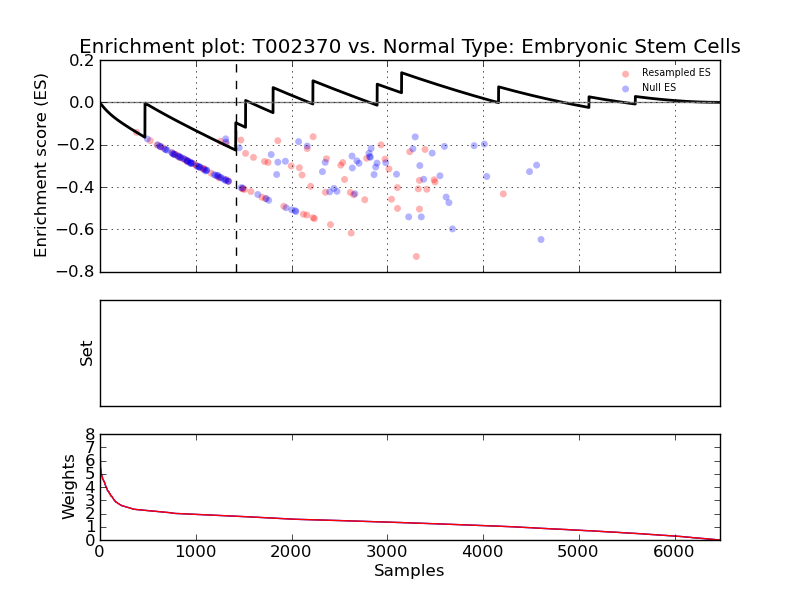 Enrichment plot: T002370 vs. Normal Type: Embryonic Stem Cells
0.2
0.0
−0.2
−0.4
−0.6
−0.8
Enrichment score (ES)
Resampled ES
Null ES
Set
8
7
6
5
4
3
2
1
0
Weights
0 1000 2000 3000 4000 5000 6000
Samples